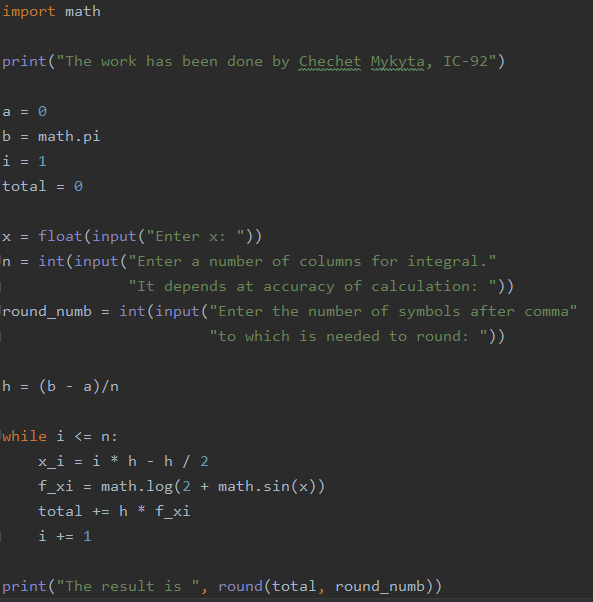 import math
print("The work has been done by Chechet Mykyta, IC-92")
a = 0
b = math.pi
i = 1
total = 0
x = float(input("Enter x: "))
n = int(input("Enter a number of columns for integral."
"It depends at accuracy of calculation: "))
round_numb = int(input("Enter the number of symbols after comma"
"to which is needed to round: "))
h = (b - a)/n
while i <= n:
    x_i = i * h - h / 2
    f_xi = math.log(2 + math.sin(x))
    total += h * f_xi
    i += 1
print("The result is ", round(total, round_numb))